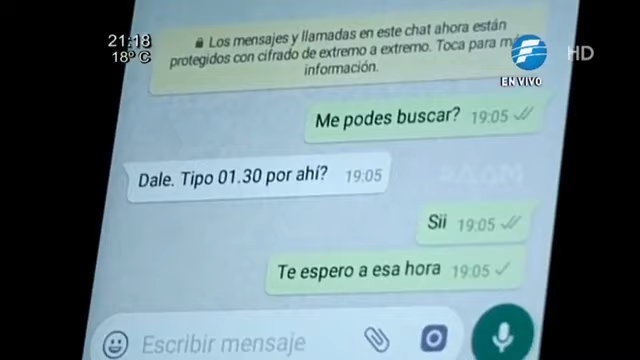 21:18
18° C
Los mensajes y llamadas en este chat ahora están
protegidos con cifrado de extremo a extremo. Toca para
información.
EN VIVO
HD
Me podes buscar? 19:05
Dale. Tipo 01.30 por ahí? 19:05
Sii 19:05
Te espero a esa hora 19:05
Escribir mensaje